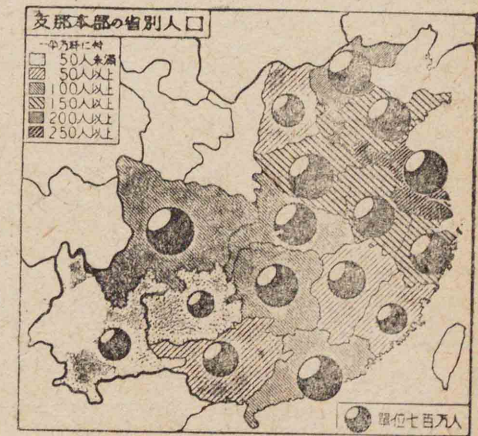 支那本部の省別人口
一平方粁に対
50人未満
50人以上
100人以上
150人以上
200人以上
250人以上
單位七百万人